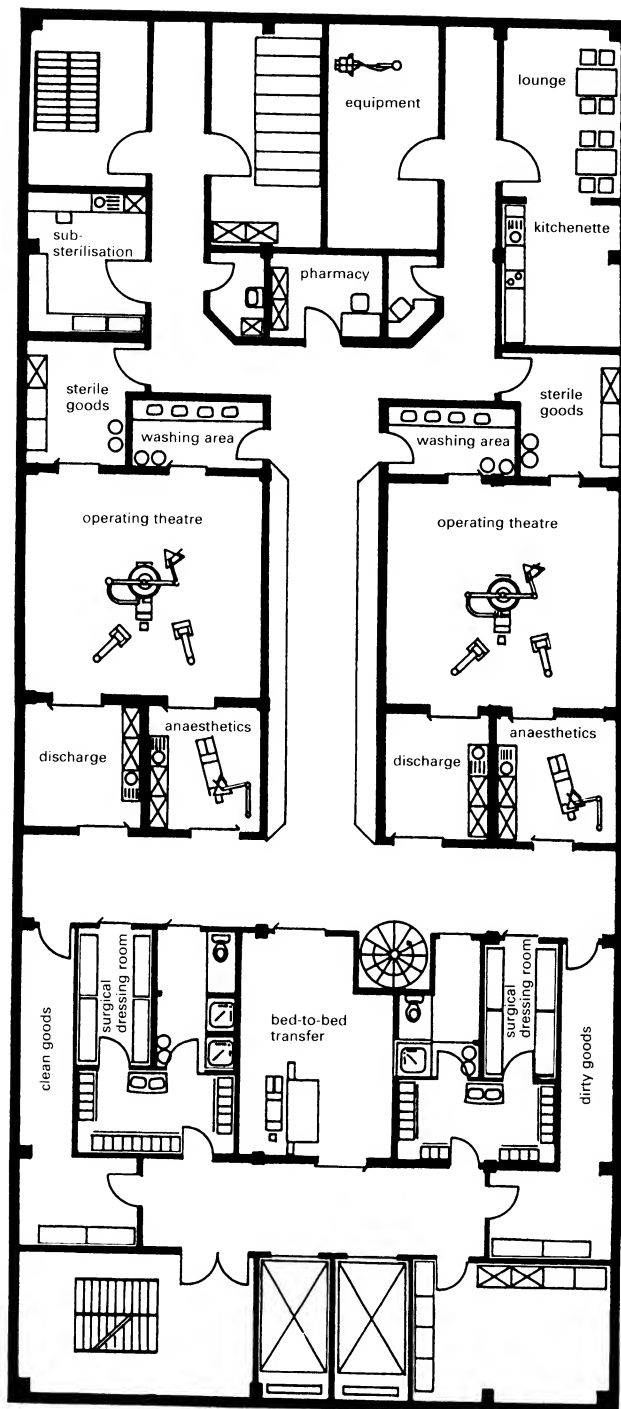 lounge
equipment
kitchenette
sub-
sterilisation
pharmacy
sterile
goods
sterile
goods
washing area
washing area
operating theatre
operating theatre
anaesthetics
anaesthetics
discharge
discharge
surgical
dressing room
surgical
dressing room
clean goods
bed-to-bed
transfer
dirty goods